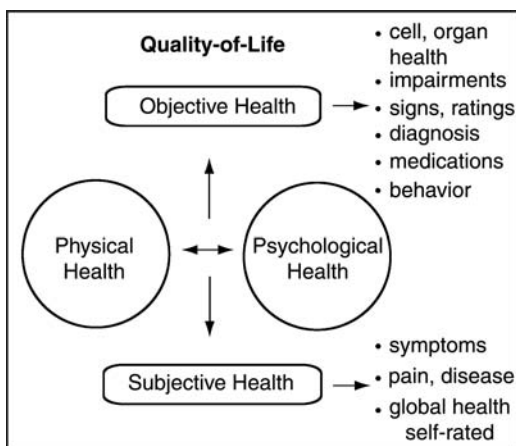 Quality-of-Life
Objective Health
• cell, organ
health
• impairments
• signs, ratings
• diagnosis
• medications
• behavior
Physical
Health
Psychological
Health
Subjective Health
• symptoms
• pain, disease
• global health
self-rated